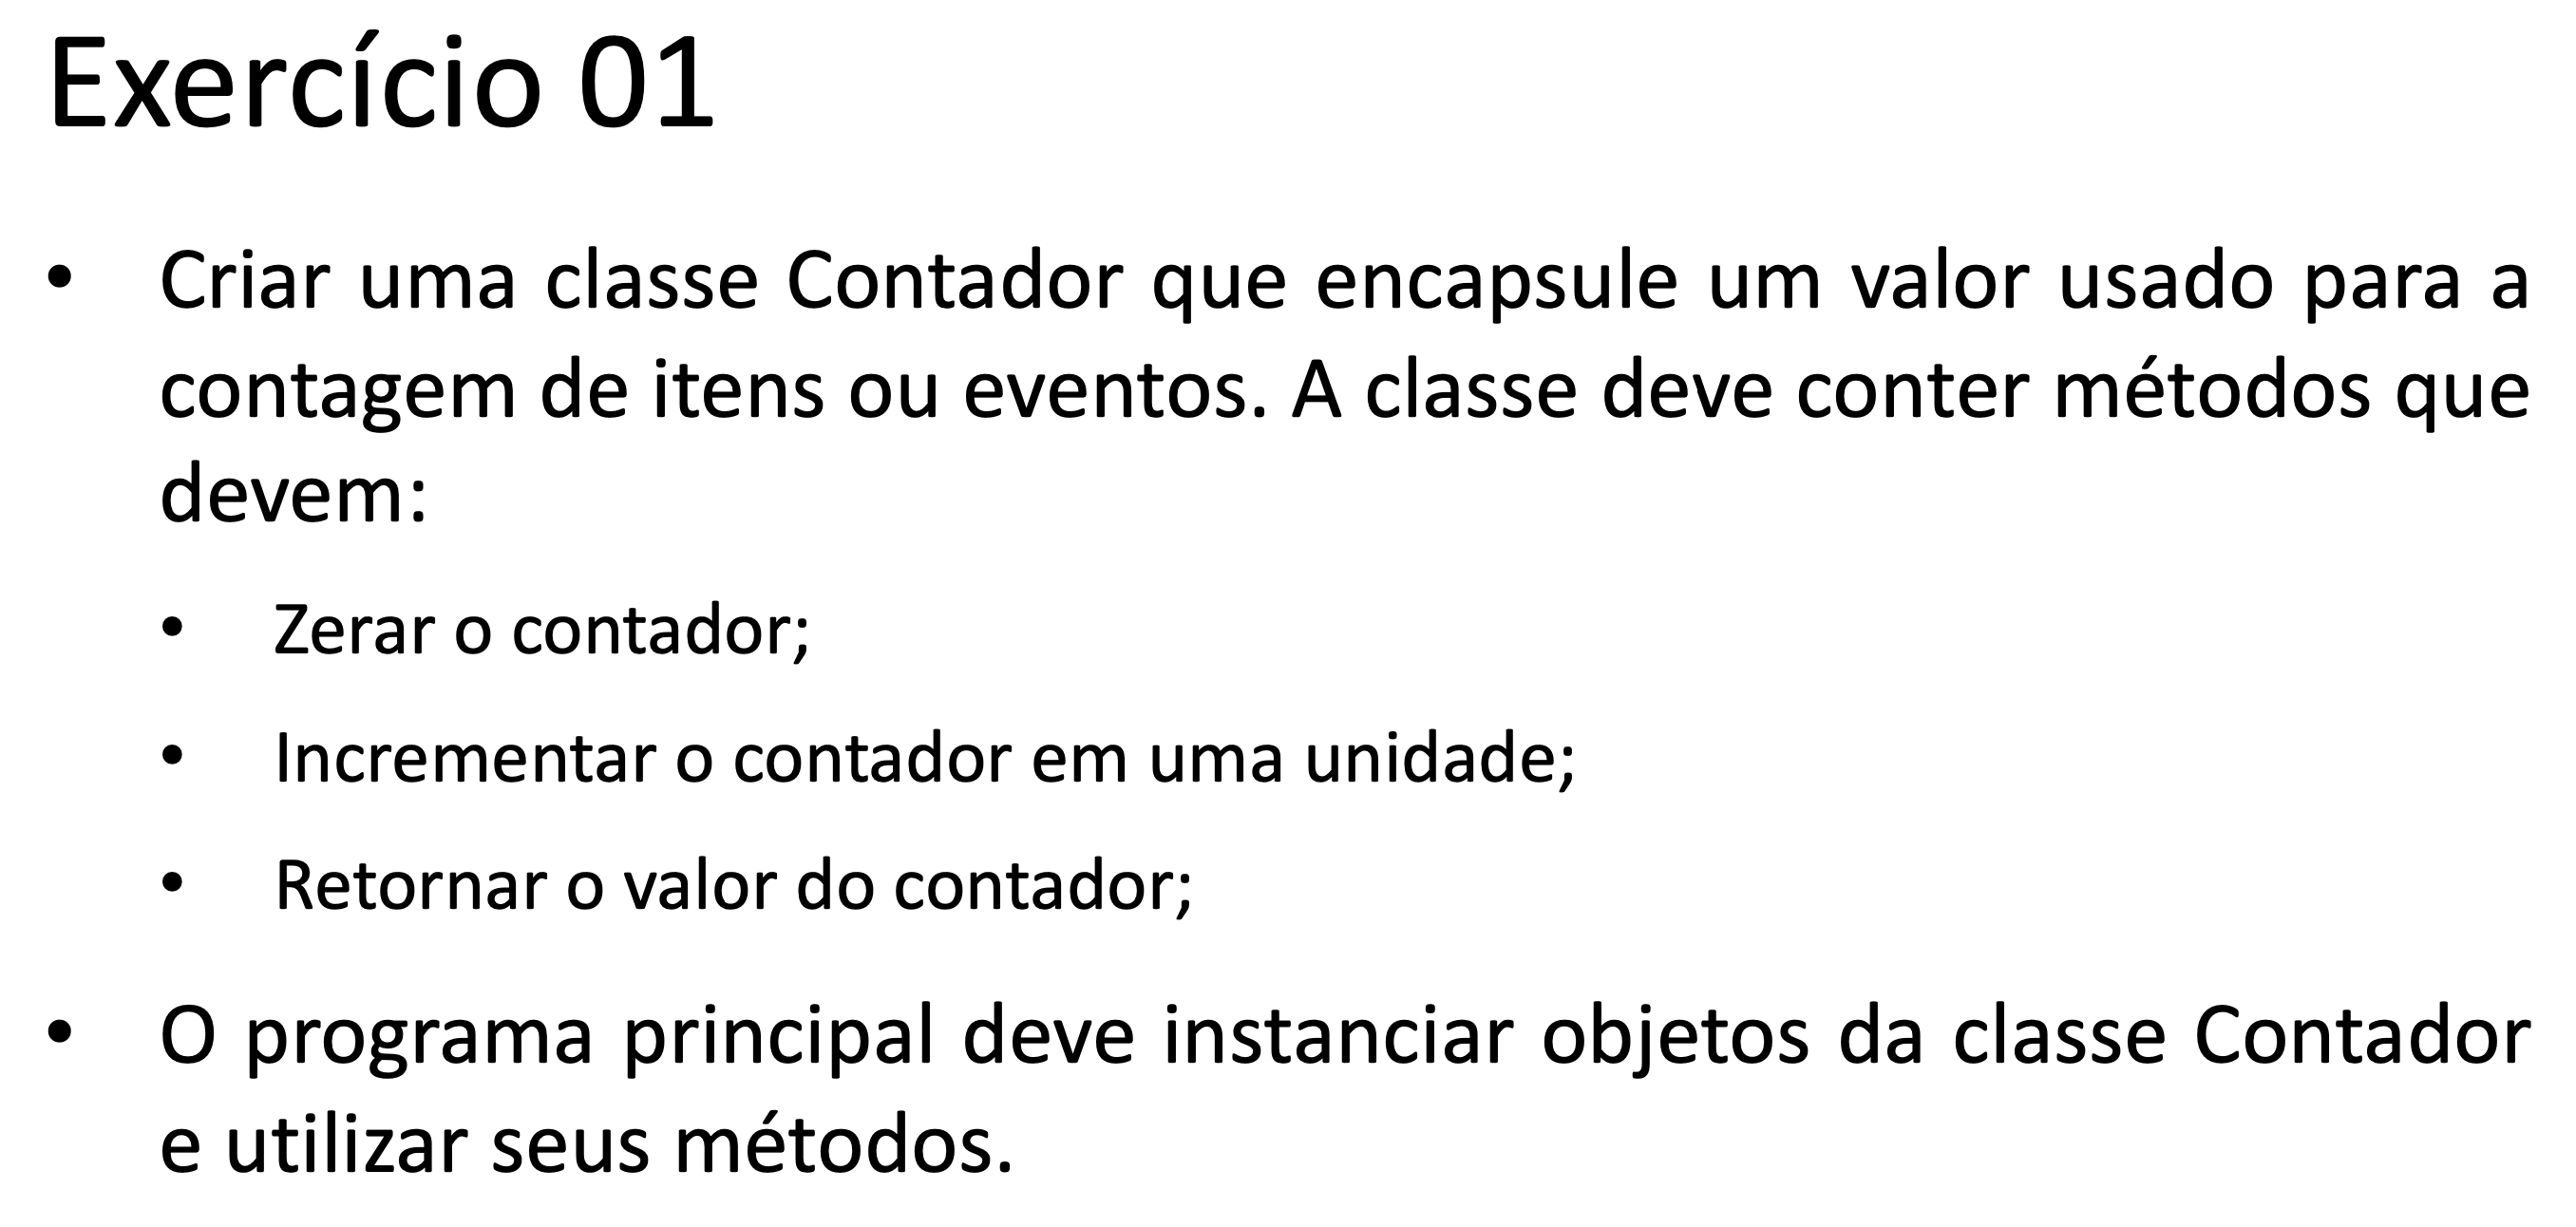 Exercício 01
• Criar uma classe Contador que encapsule um valor usado para a
contagem de itens ou eventos. A classe deve conter métodos que
devem:
• Zerar o contador;
• Incrementar o contador em uma unidade;
• Retornar o valor do contador;
• O programa principal deve instanciar objetos da classe Contador
e utilizar seus métodos.